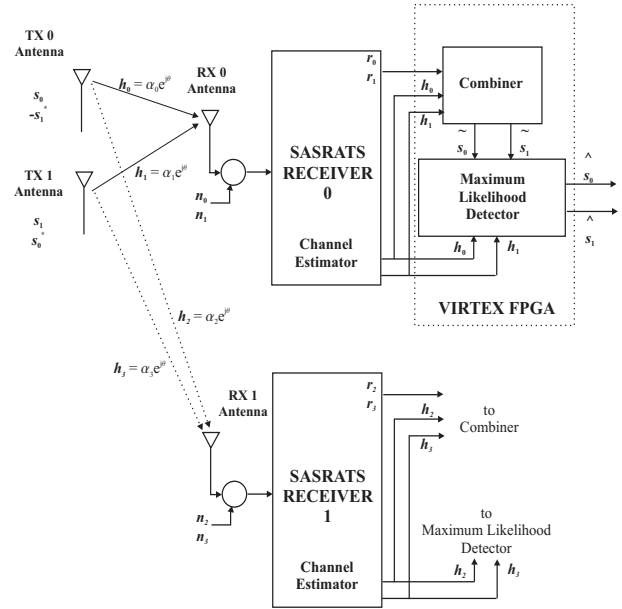 TX 0
Antenna
s₀
-s₁*
h₀ = α₀e^jθ
RX 0
Antenna
TX 1
Antenna
s₁
s₀*
h₁ = α₁e^jθ
n₀
n₁
SASRATS
RECEIVER
0
Channel
Estimator
r₀
r₁
h₀
h₁
Combiner
~
s₀
~
s₁
Maximum
Likelihood
Detector
^
s₀
^
s₁
h₀
h₁
VIRTEX FPGA
h₂ = α₂e^jθ
h₃ = α₃e^jθ
RX 1
Antenna
n₂
n₃
SASRATS
RECEIVER
1
Channel
Estimator
r₂
r₃
h₂
h₃
to
Combiner
to
Maximum Likelihood
Detector
h₂
h₃